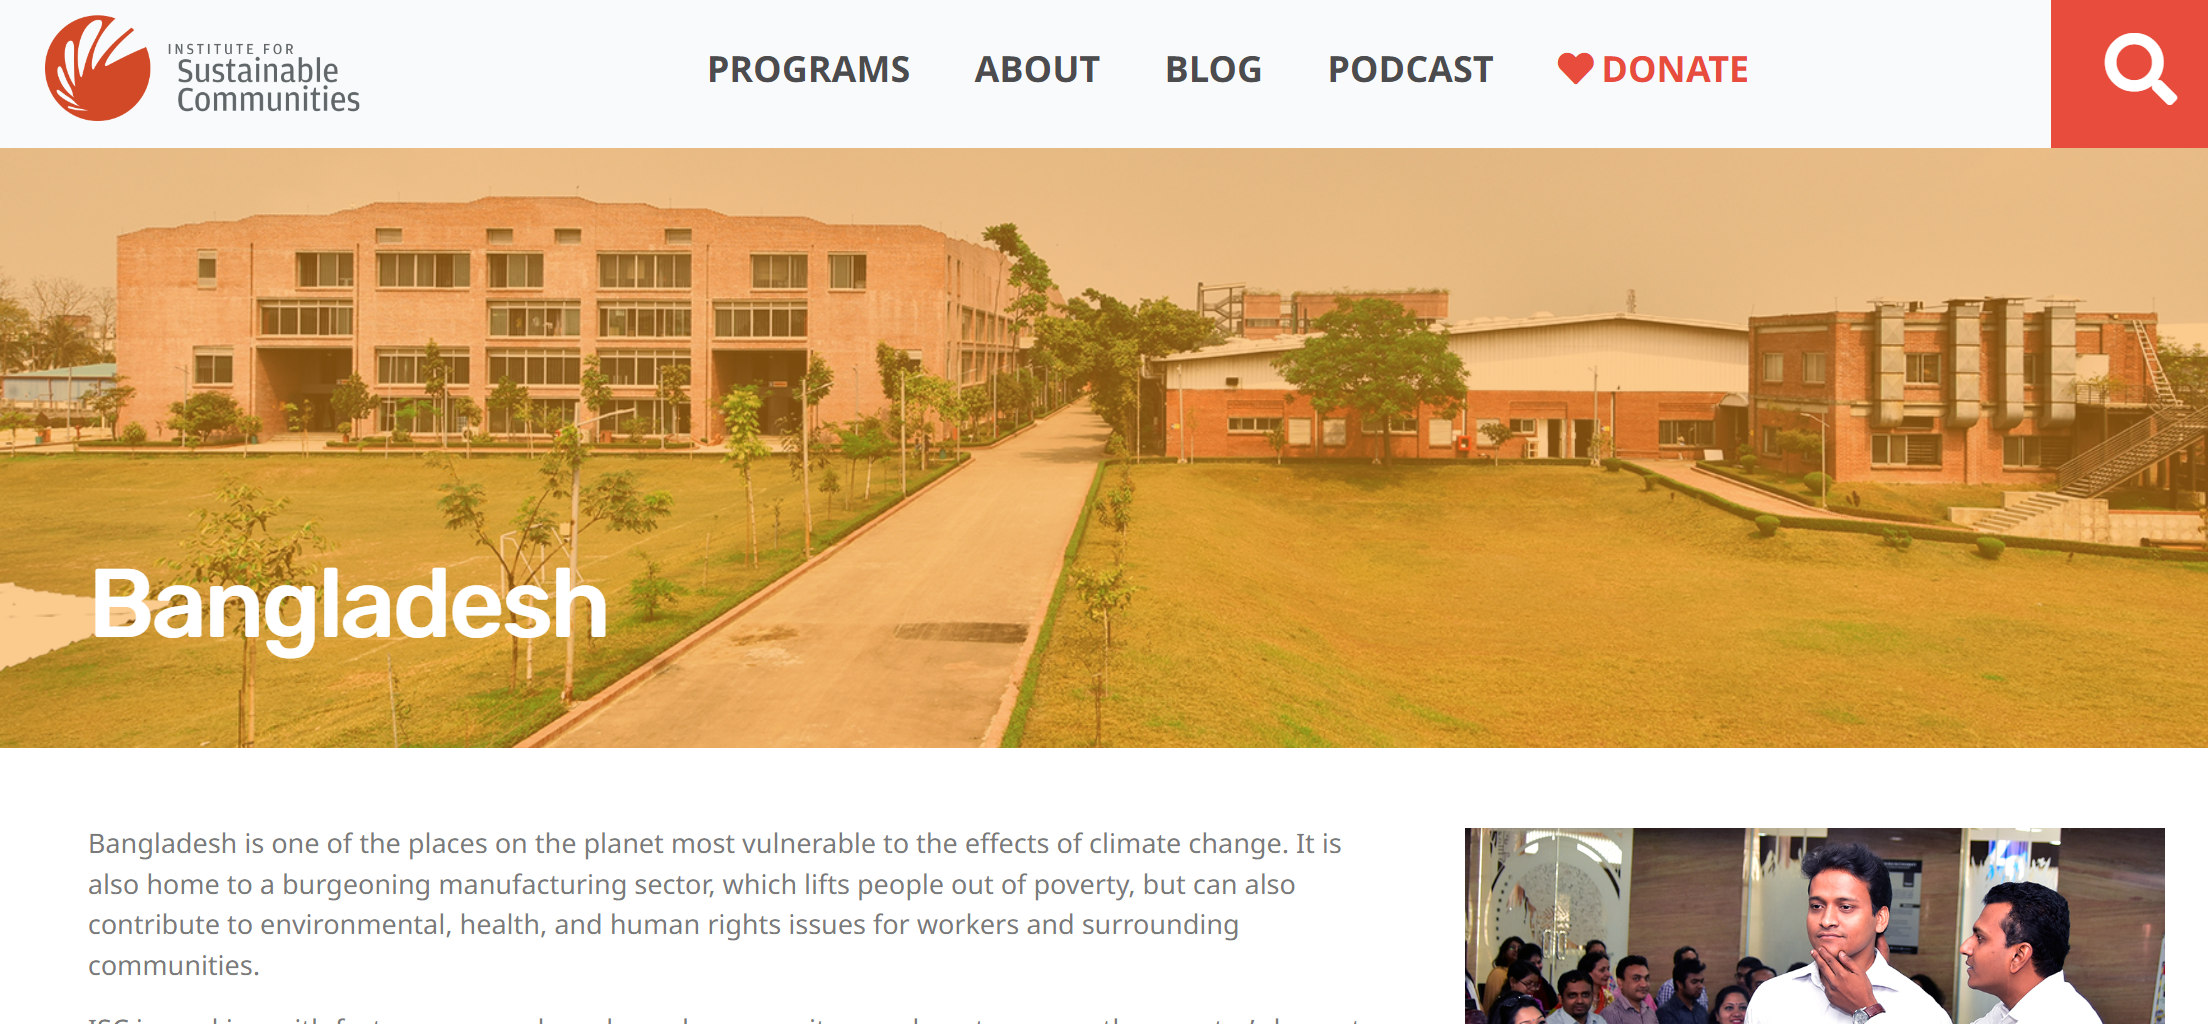 INSTITUTE FOR
Sustainable
Communities
PROGRAMS
ABOUT
BLOG
PODCAST
DONATE
Bangladesh
Bangladesh is one of the places on the planet most vulnerable to the effects of climate change. It is
also home to a burgeoning manufacturing sector, which lifts people out of poverty, but can also
contribute to environmental, health, and human rights issues for workers and surrounding
communities.